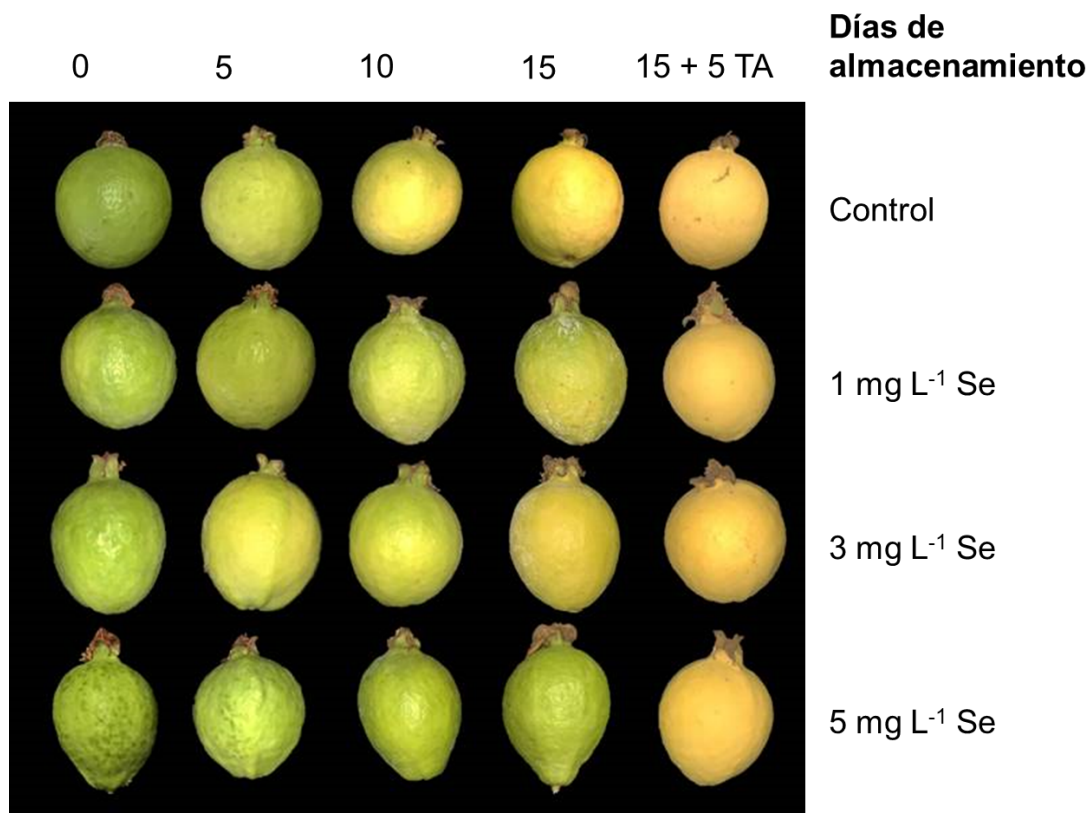 Días de
almacenamiento
0 5 10 15 15 + 5 TA
Control
1 mg L⁻¹ Se
3 mg L⁻¹ Se
5 mg L⁻¹ Se